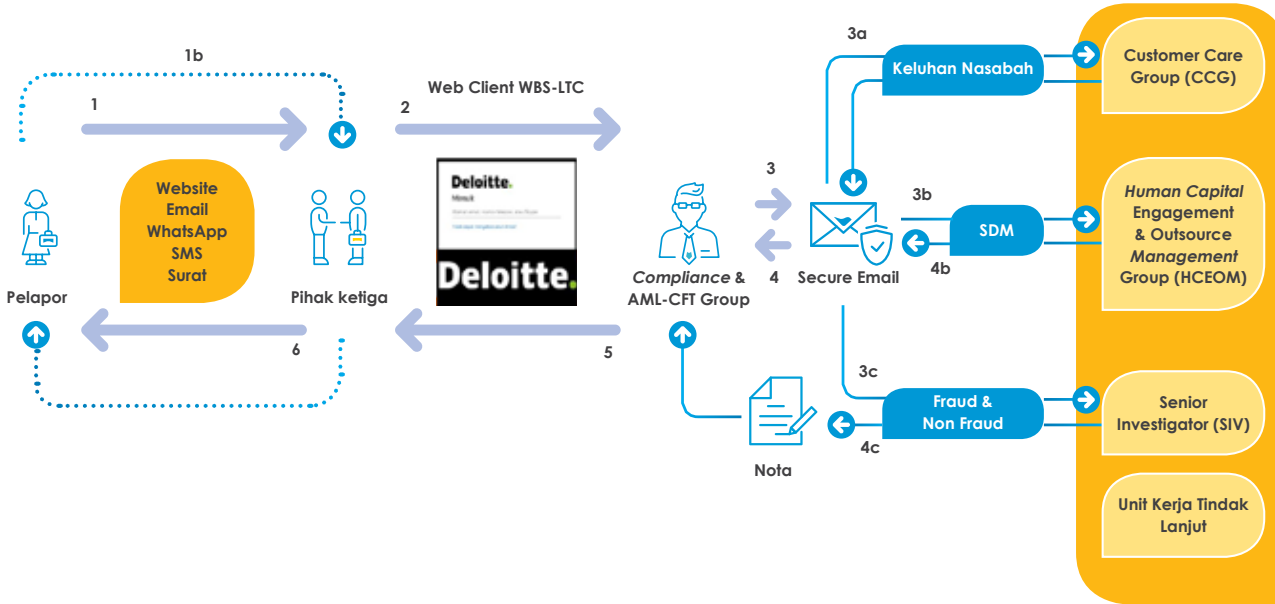 1b
1
2
Web Client WBS-LTC
3a
Keluhan Nasabah
Customer Care
Group (CCG)
Website
Email
WhatsApp
SMS
Surat
Deloitte.
Deloitte.
Pelapor
Pihak ketiga
Compliance &
AML-CFT Group
3
4
Secure Email
3b
SDM
4b
Human Capital
Engagement
& Outsource
Management
Group (HCEOM)
6
5
3c
Fraud &
Non Fraud
4c
Nota
Senior
Investigator (SIV)
Unit Kerja Tindak
Lanjut